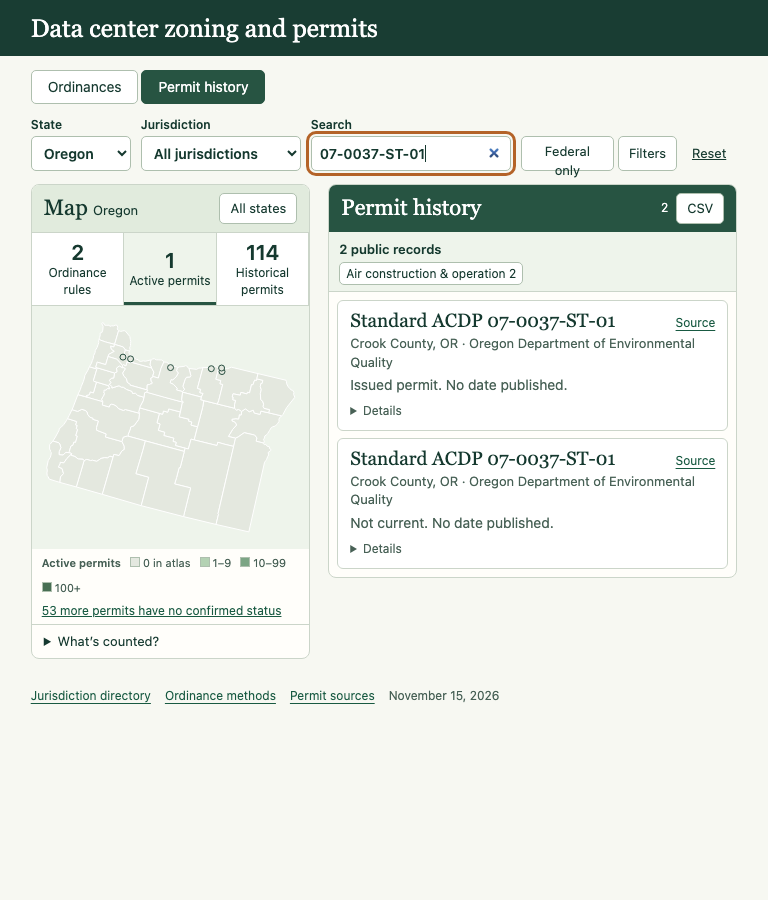 Data center zoning and permits
Ordinances
Permit history
State
Jurisdiction
Search
Oregon
All jurisdictions
07-0037-ST-01
Federal only
Filters
Reset
Map Oregon
All states
2
Ordinance
rules
1
Active permits
114
Historical
permits
Active permits
0 in atlas
1–9
10–99
100+
53 more permits have no confirmed status
What's counted?
Permit history
2
CSV
2 public records
Air construction & operation 2
Standard ACDP 07-0037-ST-01
Source
Crook County, OR · Oregon Department of Environmental
Quality
Issued permit. No date published.
Details
Standard ACDP 07-0037-ST-01
Source
Crook County, OR · Oregon Department of Environmental
Quality
Not current. No date published.
Details
Jurisdiction directory
Ordinance methods
Permit sources
November 15, 2026